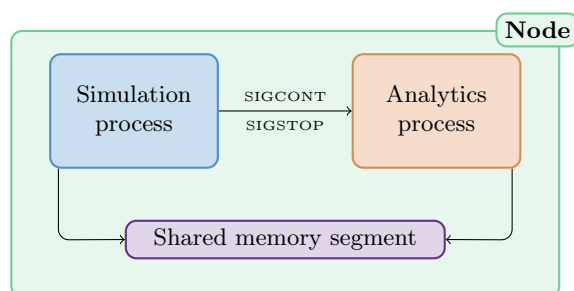 Node
Simulation
process
SIGCONT
SIGSTOP
Analytics
process
Shared memory segment